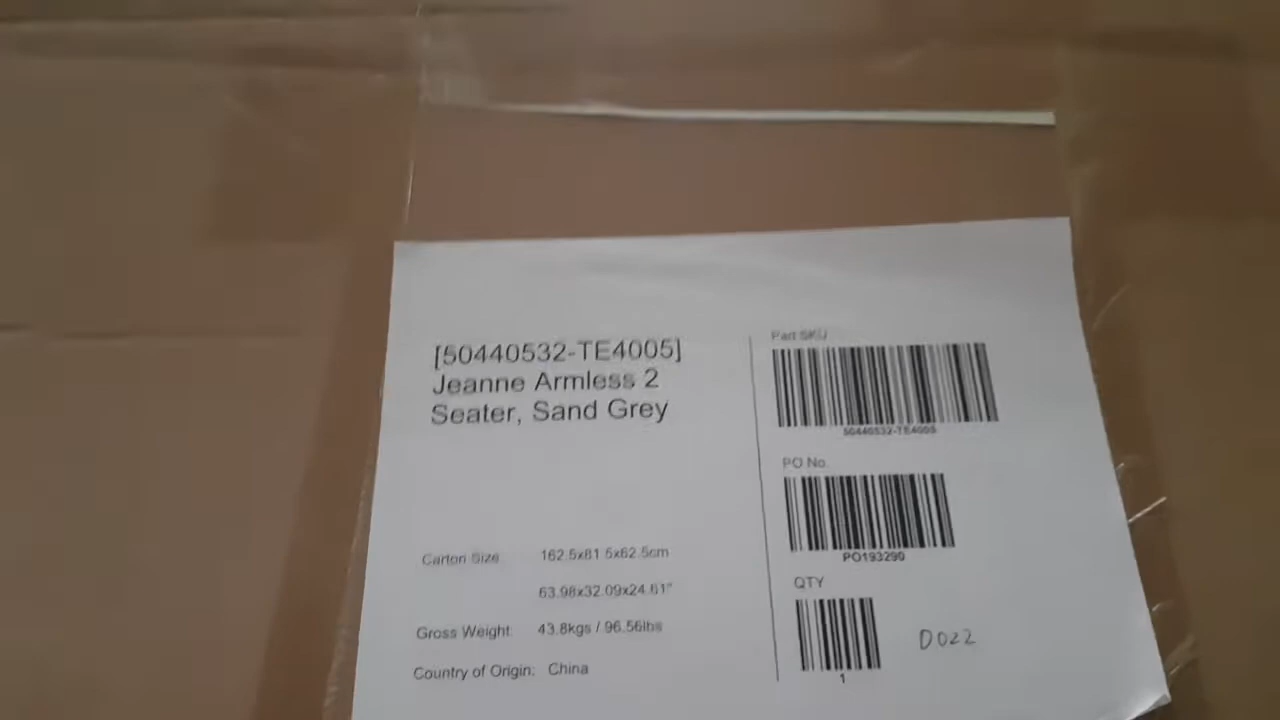 [50440532-TE4005]
Jeanne Armless 2
Seater, Sand Grey
Carton Size 162.5x81.5x62.5cm
63.98x32.09x24.61"
Gross Weight: 43.8kgs / 96.56lbs
Country of Origin: China
Part SKU
50440532-TE4005
PO No.
PO193290
QTY
1
D022